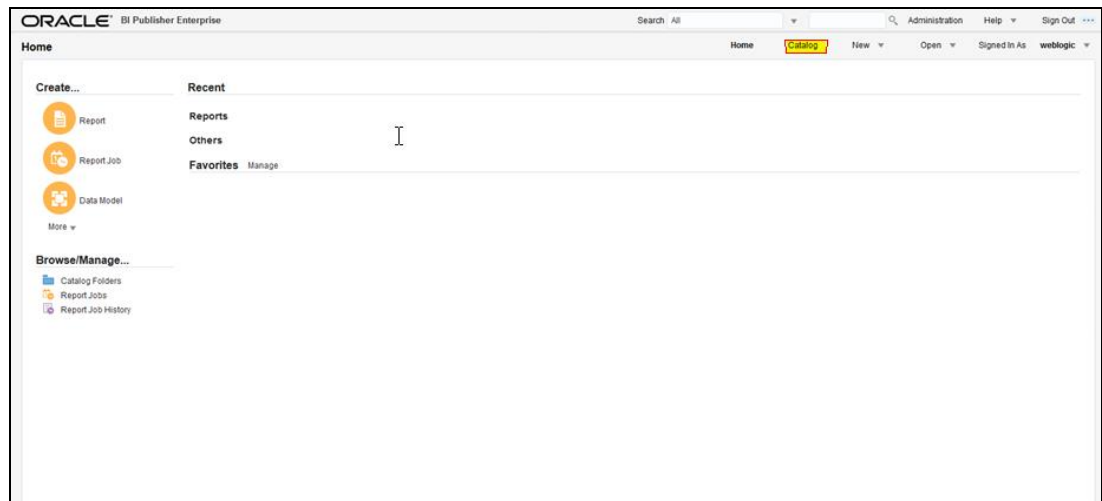 ORACLE BI Publisher Enterprise Search All Administration Help Sign Out
Home Home Catalog New Open Signed In As weblogic
Create...
Report
Report Job
Data Model
More
Browse/Manage...
Catalog Folders
Report Jobs
Report Job History
Recent
Reports
Others
Favorites Manage